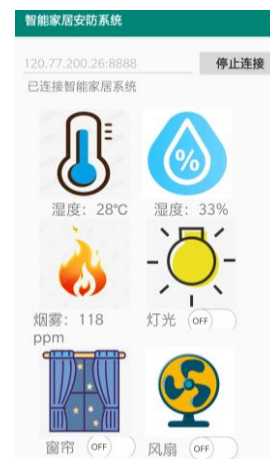 智能家居安防系统
120.77.200.26:8888 停止连接
已连接智能家居系统
%
湿度：28℃ 湿度：33%
烟雾：118 灯光 OFF
ppm
窗帘 OFF 风扇 OFF